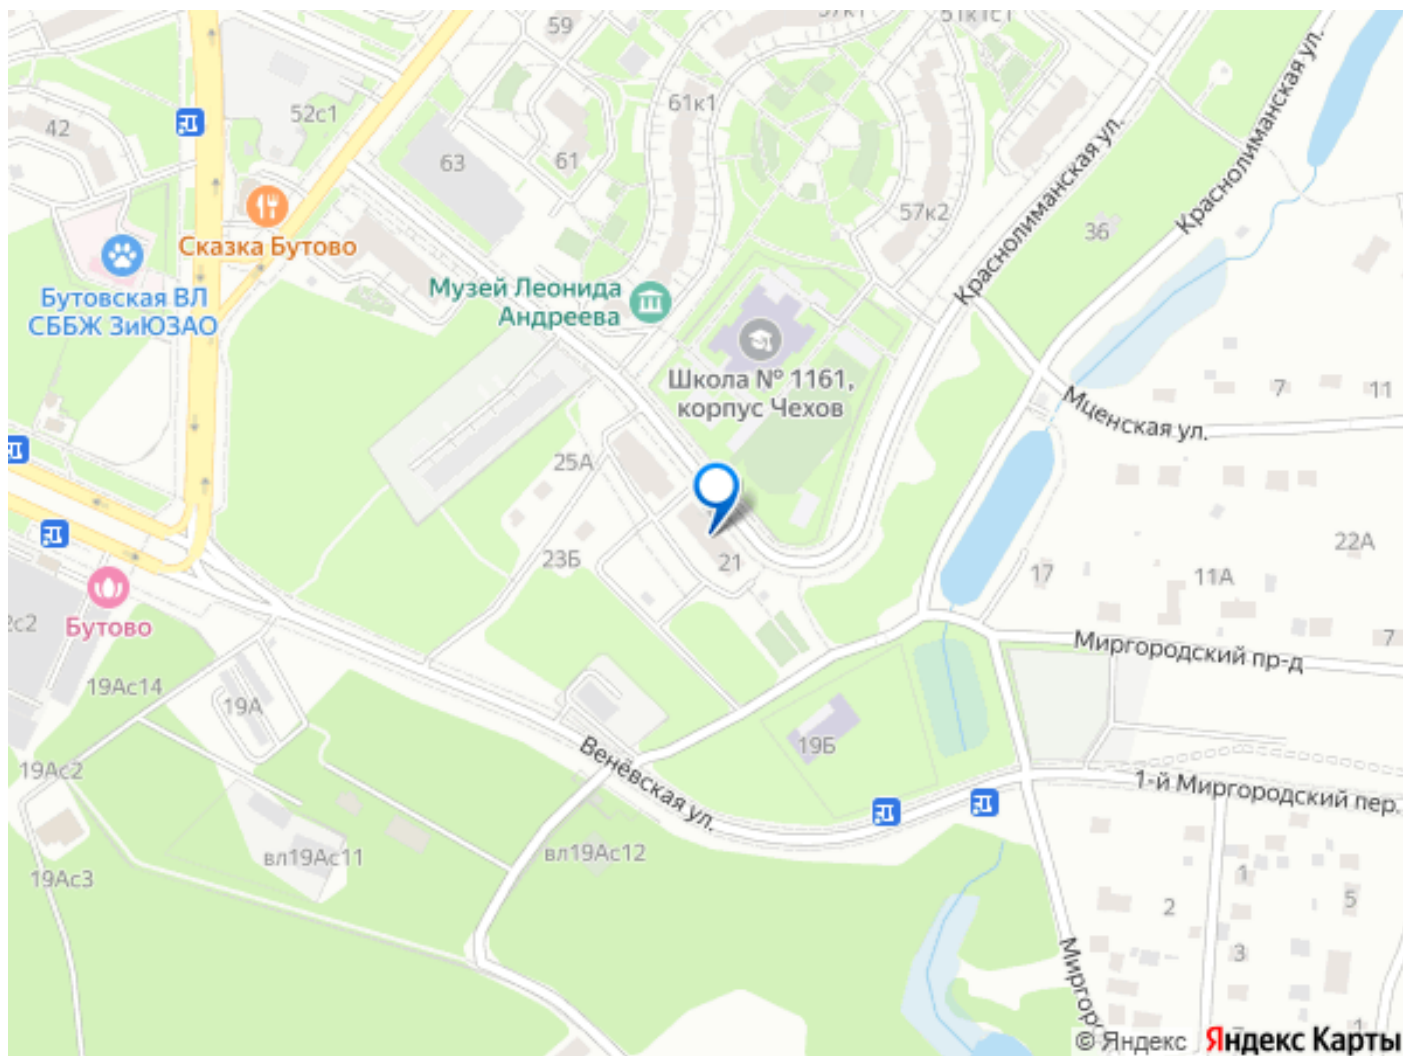 59
52с1
42
61к1
63
61
57к2
36
Сказка Бутово
Бутовская ВЛ
СББЖ ЗиЮЗАО
Музей Леонида
Андреева
Школа № 1161,
корпус Чехов
Краснолиманская ул.
Краснолиманская ул.
7
11
Мценская ул.
25А
23Б
21
22А
17
11А
7
Миргородский пр-д
Бутово
19Ас14
19А
19Б
19Ас2
Венёвская ул.
1-й Миргородский пер.
вл19Ас11
вл19Ас12
19Ас3
1
2
5
3
1
© Яндекс
Яндекс Карты